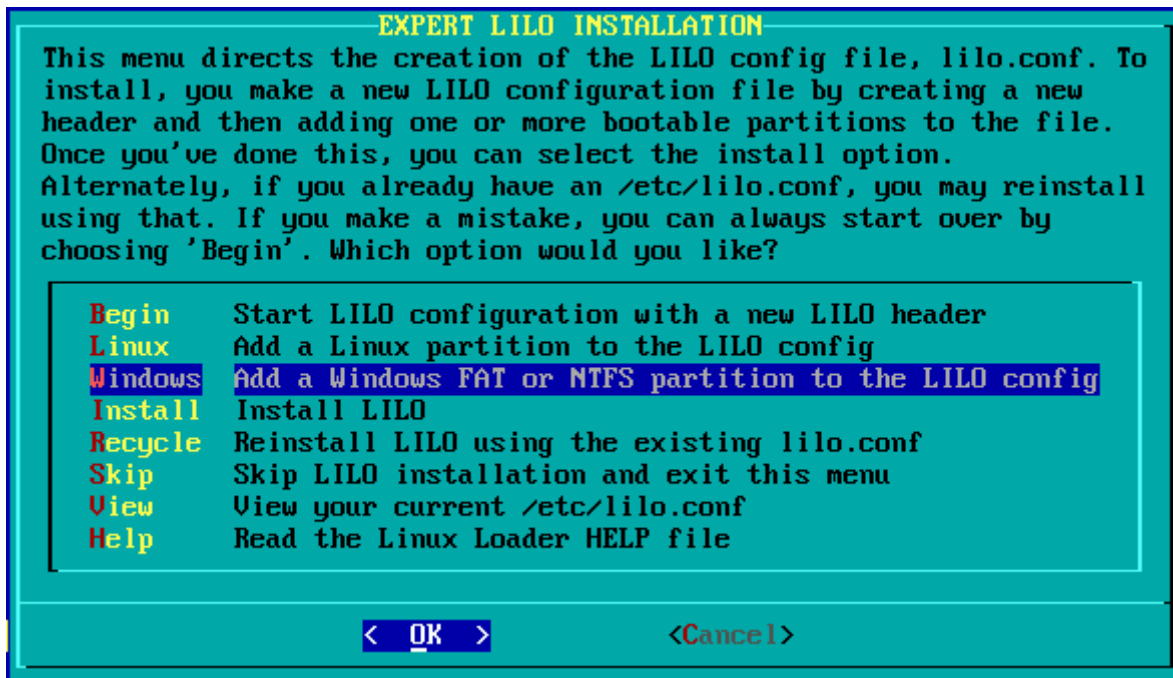 EXPERT LILO INSTALLATION
This menu directs the creation of the LILO config file, lilo.conf. To
install, you make a new LILO configuration file by creating a new
header and then adding one or more bootable partitions to the file.
Once you've done this, you can select the install option.
Alternately, if you already have an /etc/lilo.conf, you may reinstall
using that. If you make a mistake, you can always start over by
choosing 'Begin'. Which option would you like?
Begin Start LILO configuration with a new LILO header
Linux Add a Linux partition to the LILO config
Windows Add a Windows FAT or NTFS partition to the LILO config
Install Install LILO
Recycle Reinstall LILO using the existing lilo.conf
Skip Skip LILO installation and exit this menu
View View your current /etc/lilo.conf
Help Read the Linux Loader HELP file
< OK > <Cancel>